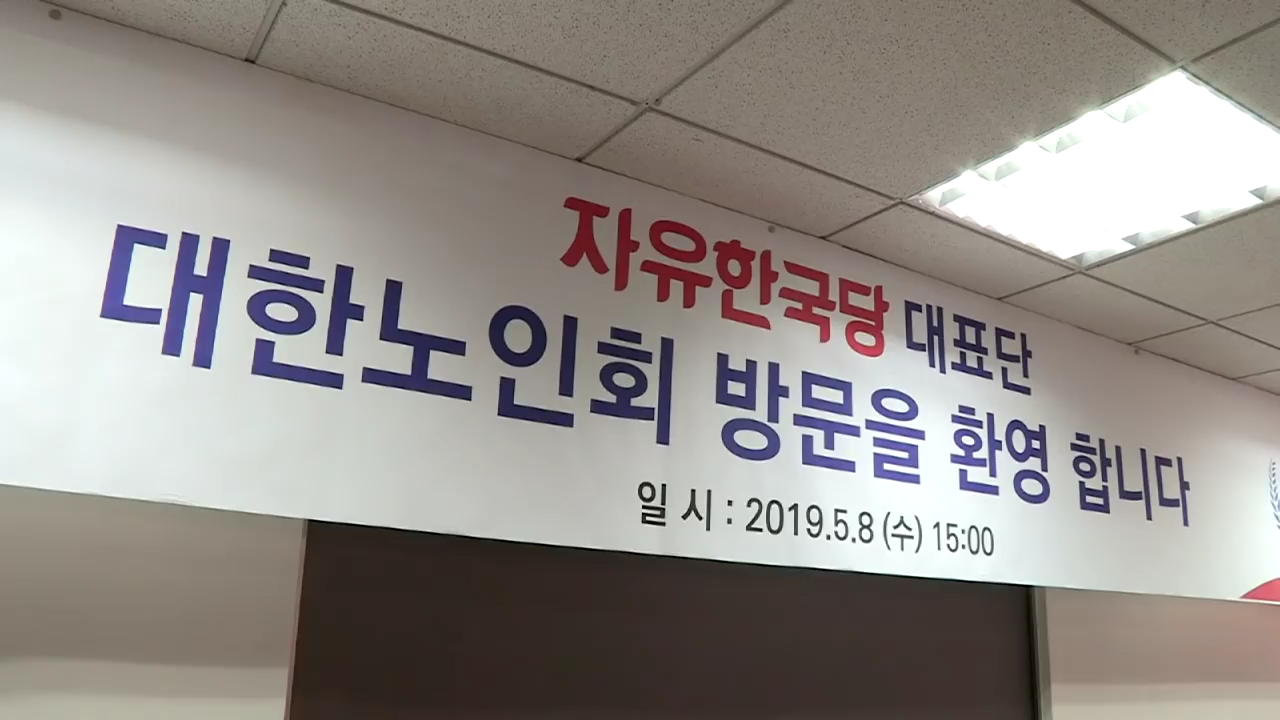 자유한국당 대표단
대한노인회 방문을 환영 합니다
일 시 : 2019.5.8 (수) 15:00